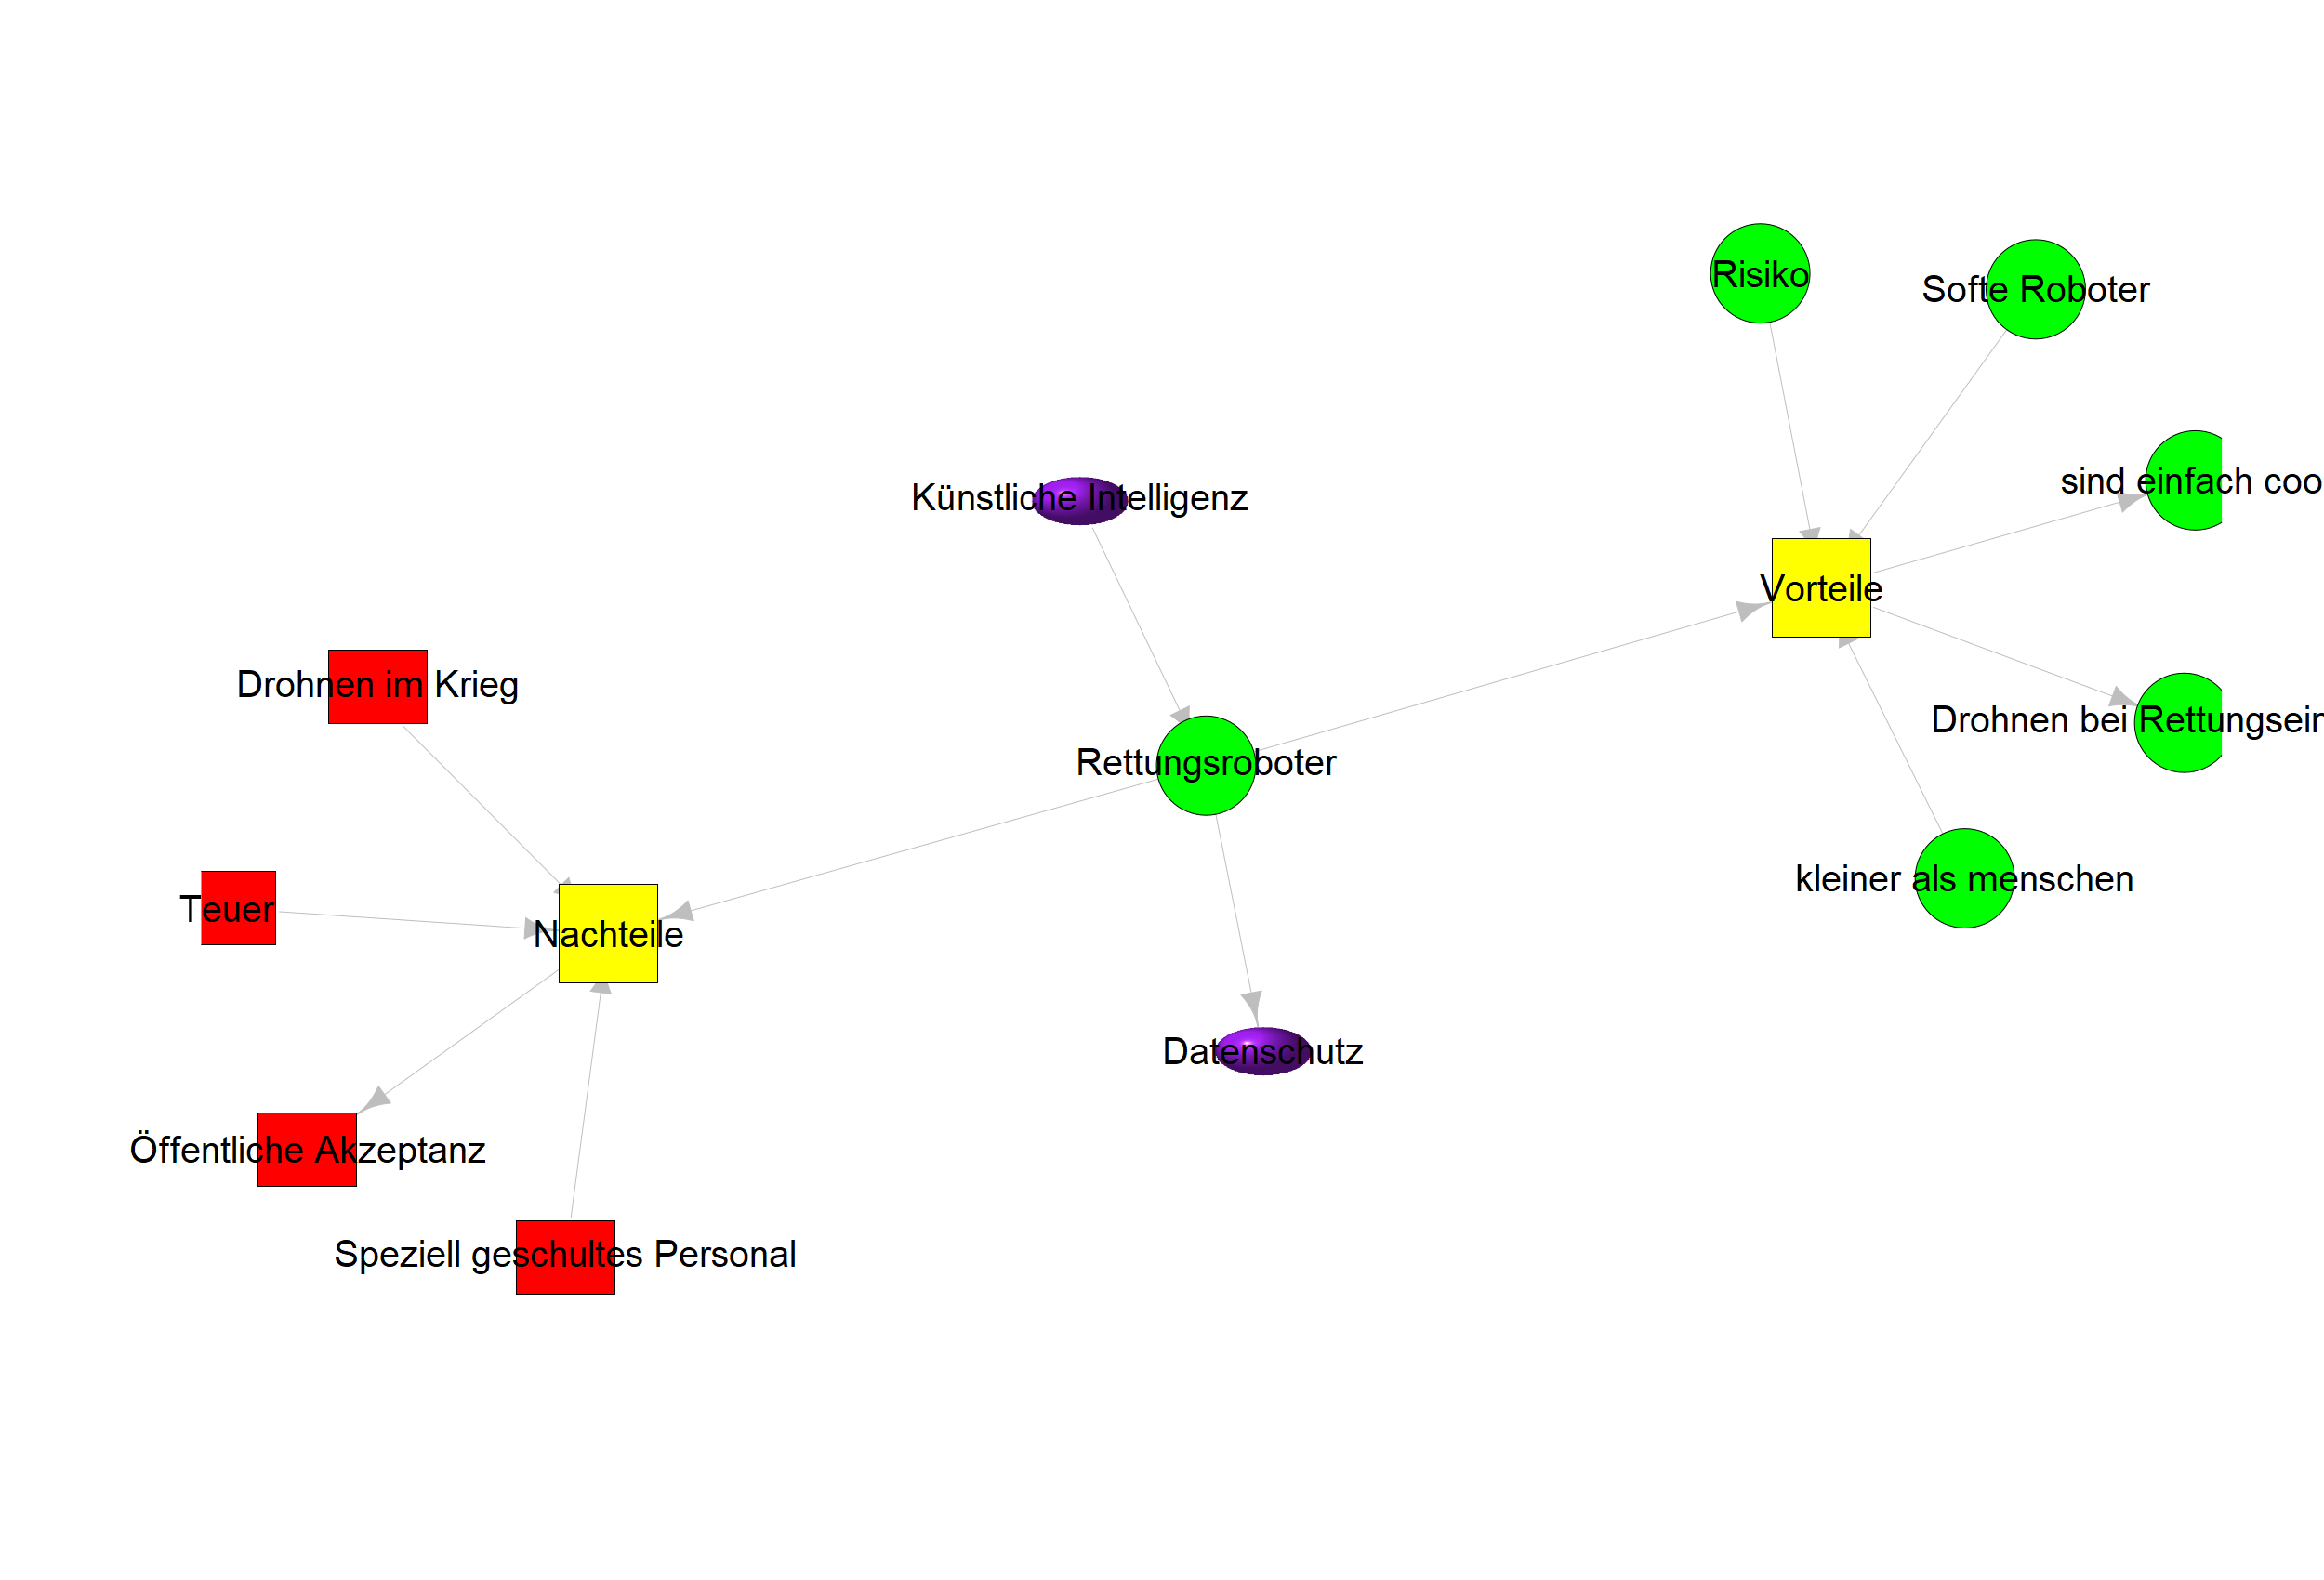 Risiko
Softe Roboter
sind einfach coo
Künstliche Intelligenz
Vorteile
Drohnen im Krieg
Drohnen bei Rettungsein
Rettungsroboter
kleiner als menschen
Teuer
Nachteile
Datenschutz
Öffentliche Akzeptanz
Speziell geschultes Personal